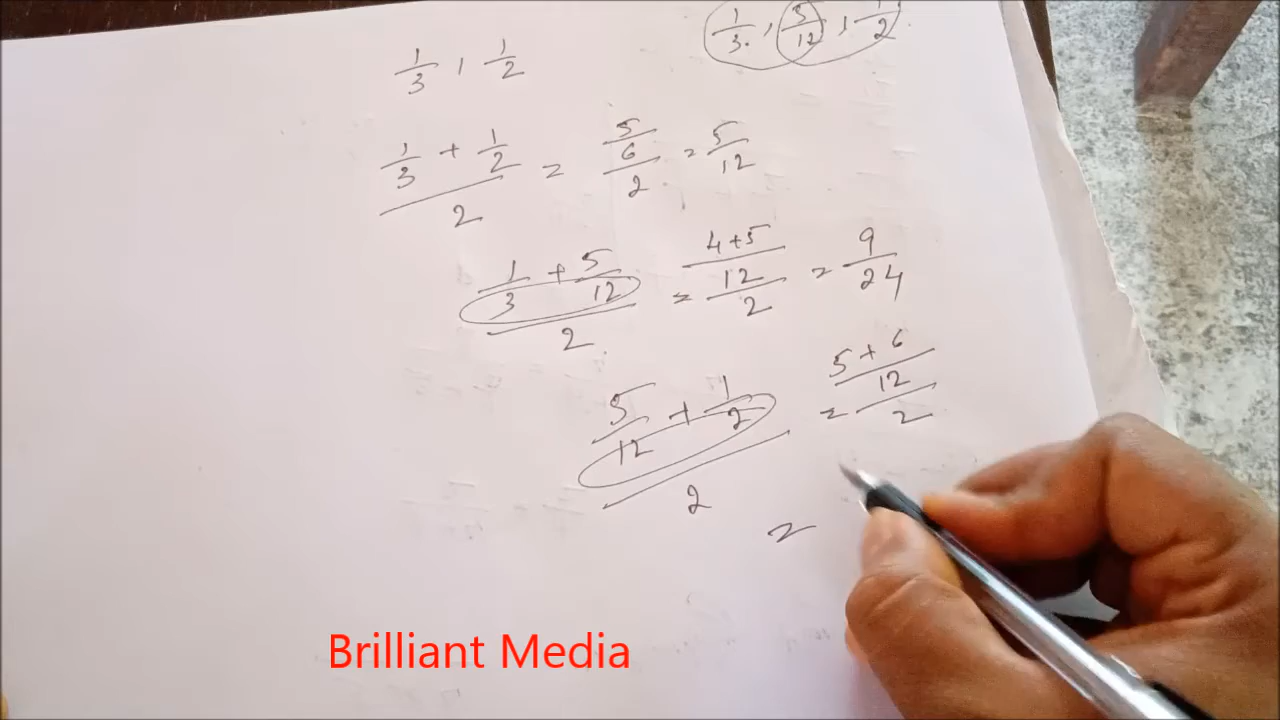 1/3, 5/12, 1/2
1/3, 1/2
(1/3 + 1/2)/2 = (5/6)/2 = 5/12
(1/3 + 5/12)/2 = ((4+5)/12)/2 = 9/24
(5/12 + 1/2)/2 = ((5+6)/12)/2
=
Brilliant Media